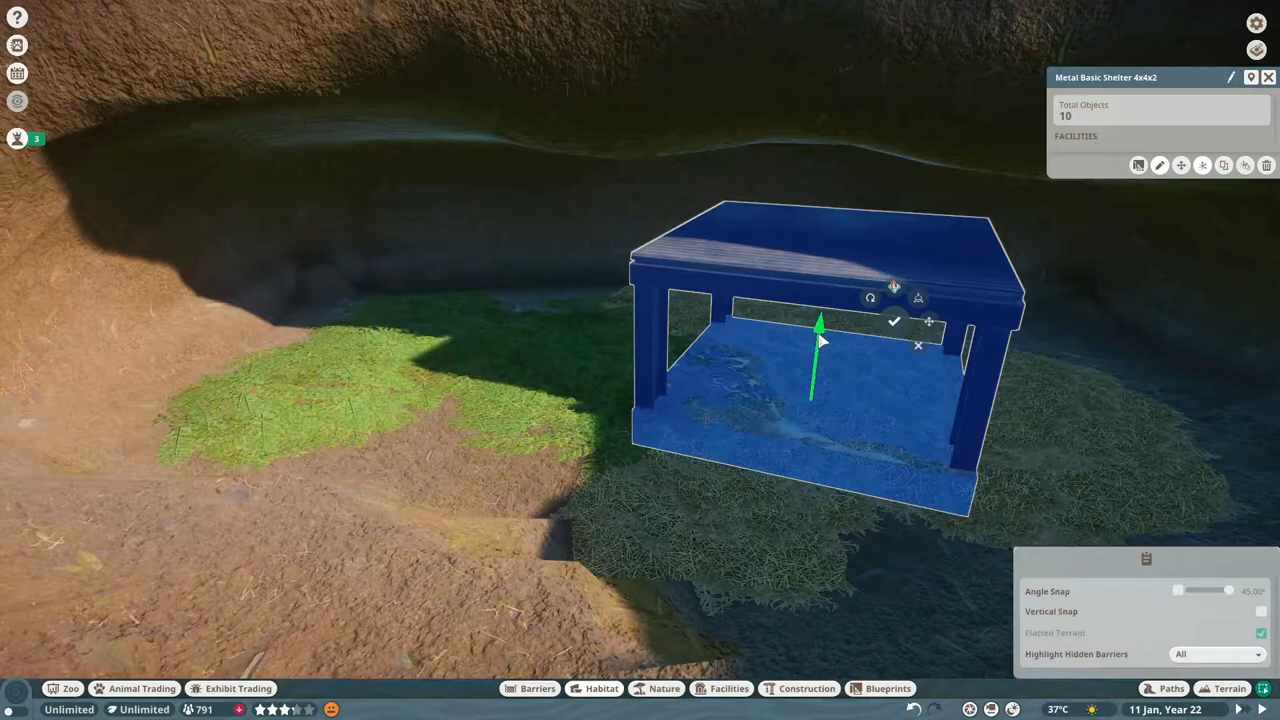 ?
3
Metal Basic Shelter 4x4x2
Total Objects
10
FACILITIES
Angle Snap
45.00°
Vertical Snap
Flatten Terrain
Highlight Hidden Barriers
All
Zoo
Animal Trading
Exhibit Trading
Barriers
Habitat
Nature
Facilities
Construction
Blueprints
Paths
Terrain
Unlimited
Unlimited
791
37°C
11 Jan, Year 22